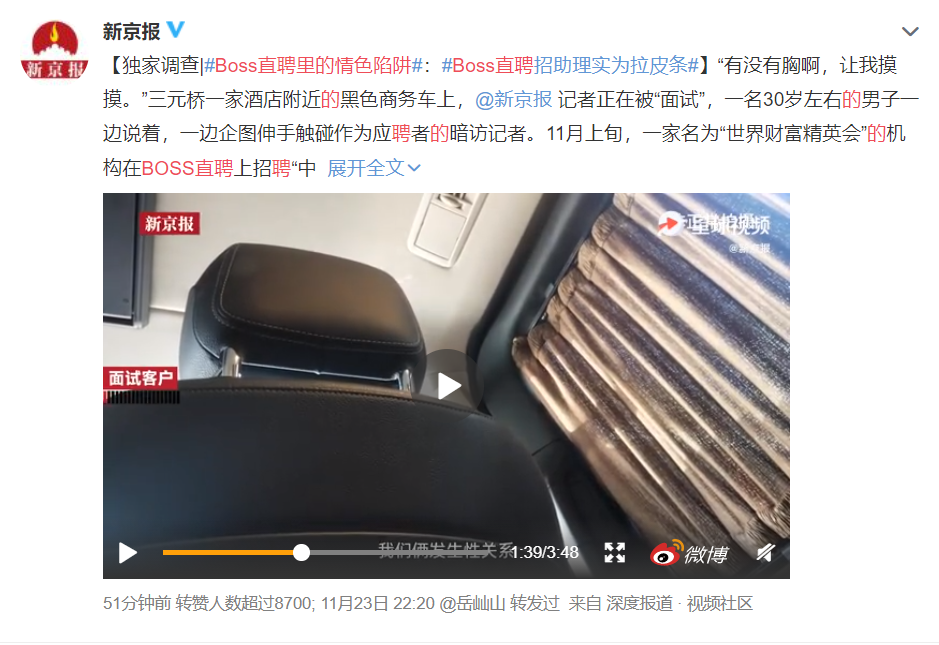 新京报
【独家调查|#Boss直聘里的情色陷阱#：#Boss直聘招助理实为拉皮条#】“有没有胸啊，让我摸
摸。”三元桥一家酒店附近的黑色商务车上，@新京报 记者正在被“面试”，一名30岁左右的男子一
边说着，一边企图伸手触碰作为应聘者的暗访记者。11月上旬，一家名为“世界财富精英会”的机
构在BOSS直聘上招聘“中 展开全文
新京报
新京报
@新京报
面试客户
我们俩发生性关系
1:39/3:48
微博
51分钟前 转赞人数超过8700; 11月23日 22:20 @岳屾山 转发过 来自 深度报道 · 视频社区